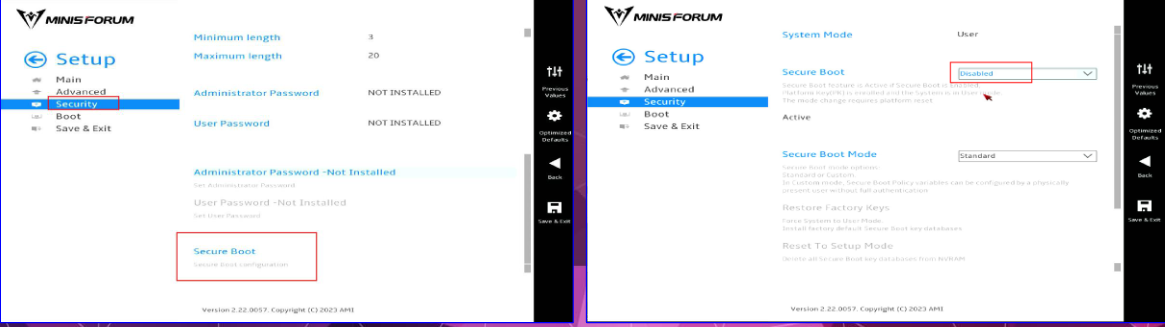 MINISFORUM
Setup
Main
Advanced
Security
Boot
Save & Exit
Minimum length 3
Maximum length 20
Administrator Password NOT INSTALLED
User Password NOT INSTALLED
Administrator Password -Not Installed
Set Administrator Password
User Password -Not Installed
Set User Password
Secure Boot
Secure Boot configuration
Version 2.22.0057. Copyright (C) 2023 AMI
Previous
Values
Optimized
Defaults
Back
Save & Exit
MINISFORUM
Setup
Main
Advanced
Security
Boot
Save & Exit
System Mode User
Secure Boot Disabled
Secure Boot feature is Active if Secure Boot is Enabled,
Platform Key(PK) is enrolled and the System is in User mode.
The mode change requires platform reset
Active
Secure Boot Mode Standard
Secure Boot mode options:
Standard or Custom.
In Custom mode, Secure Boot Policy variables can be configured by a physically
present user without full authentication
Restore Factory Keys
Force System to User Mode.
Install factory default Secure Boot key databases
Reset To Setup Mode
Delete all Secure Boot key databases from NVRAM
Version 2.22.0057. Copyright (C) 2023 AMI
Previous
Values
Optimized
Defaults
Back
Save & Exit